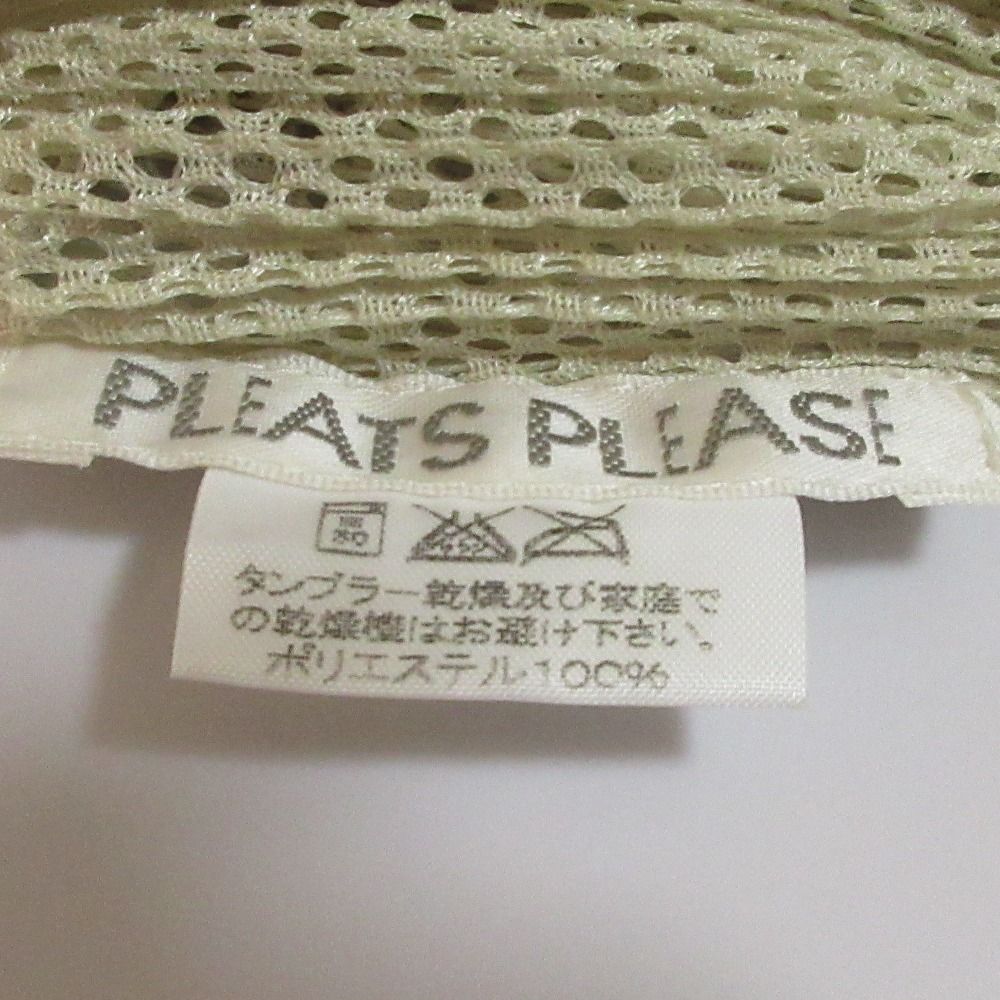 PLEATS PLEASE
タンブラー乾燥及び家庭で
の乾燥機はお避け下さい。
ポリエステル100%